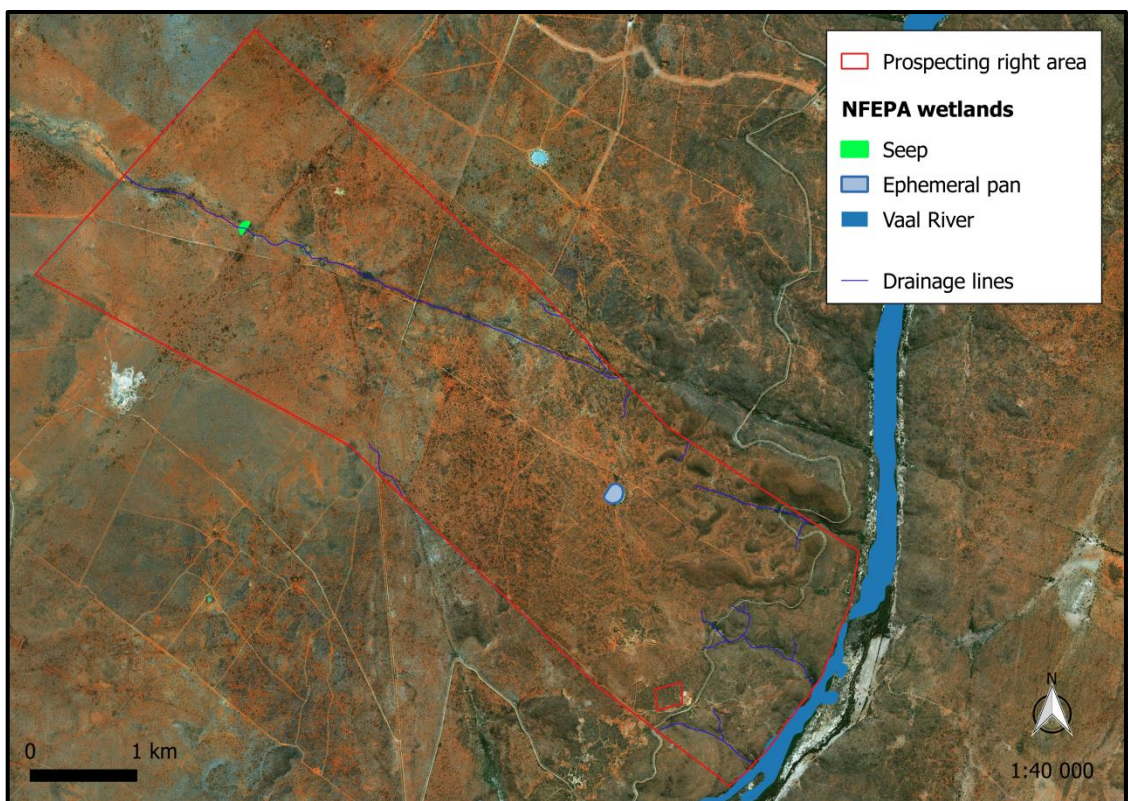 Prospecting right area
NFEPA wetlands
Seep
Ephemeral pan
Vaal River
Drainage lines
N
0 1 km
1:40 000